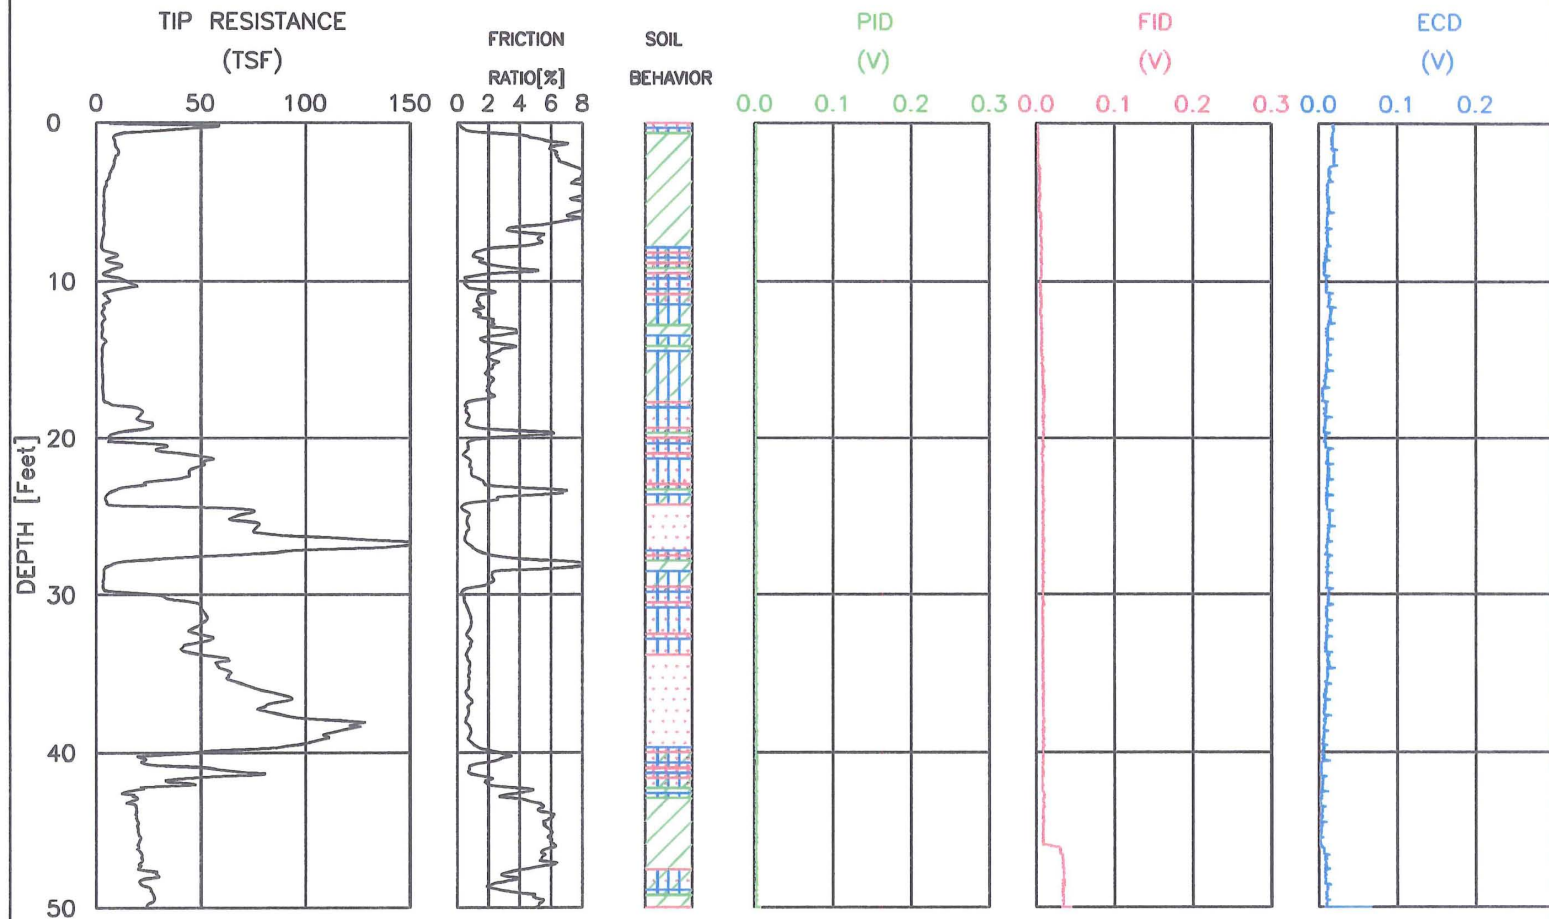 TIP RESISTANCE
(TSF)
0 50 100 150
FRICTION
RATIO[%]
0 2 4 6 8
SOIL
BEHAVIOR
PID
(V)
0.0 0.1 0.2 0.3
FID
(V)
0.0 0.1 0.2 0.3
ECD
(V)
0.0 0.1 0.2
DEPTH [Feet]
0
10
20
30
40
50